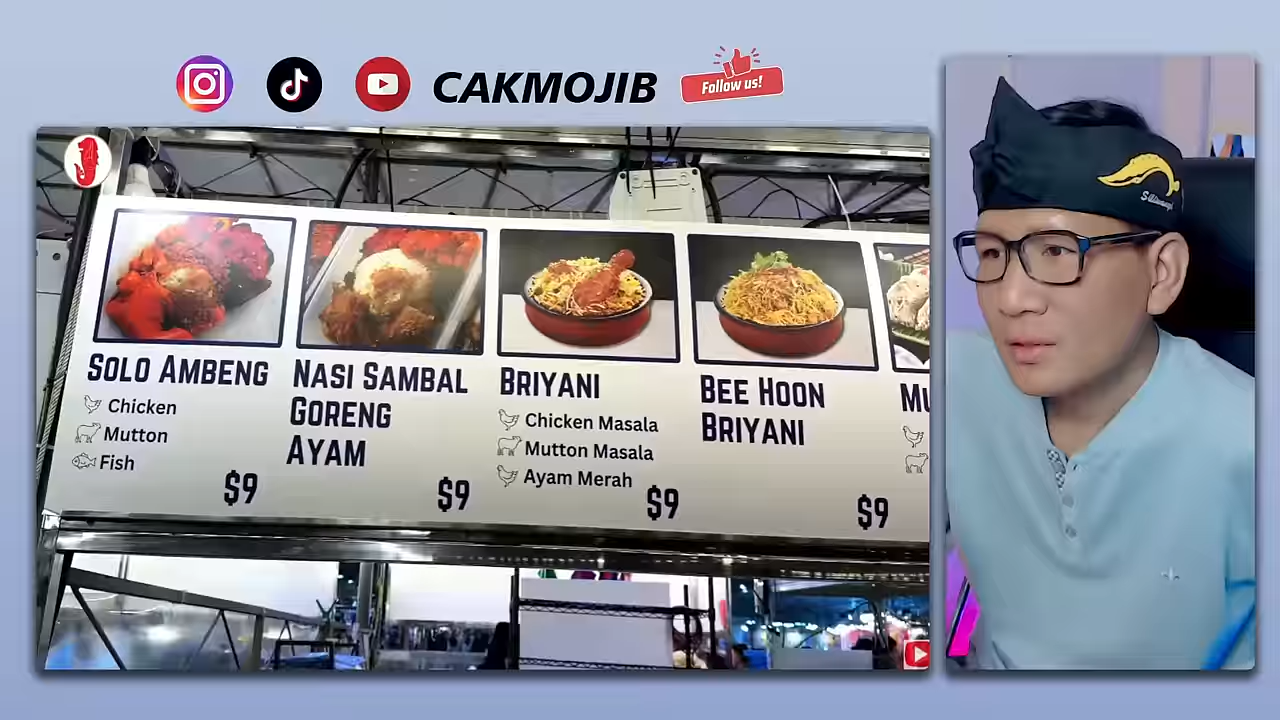 CAKMOJIB
Follow us!
SOLO AMBENG
Chicken
Mutton
Fish
$9
NASI SAMBAL
GORENG
AYAM
$9
BRIYANI
Chicken Masala
Mutton Masala
Ayam Merah
$9
BEE HOON
BRIYANI
$9